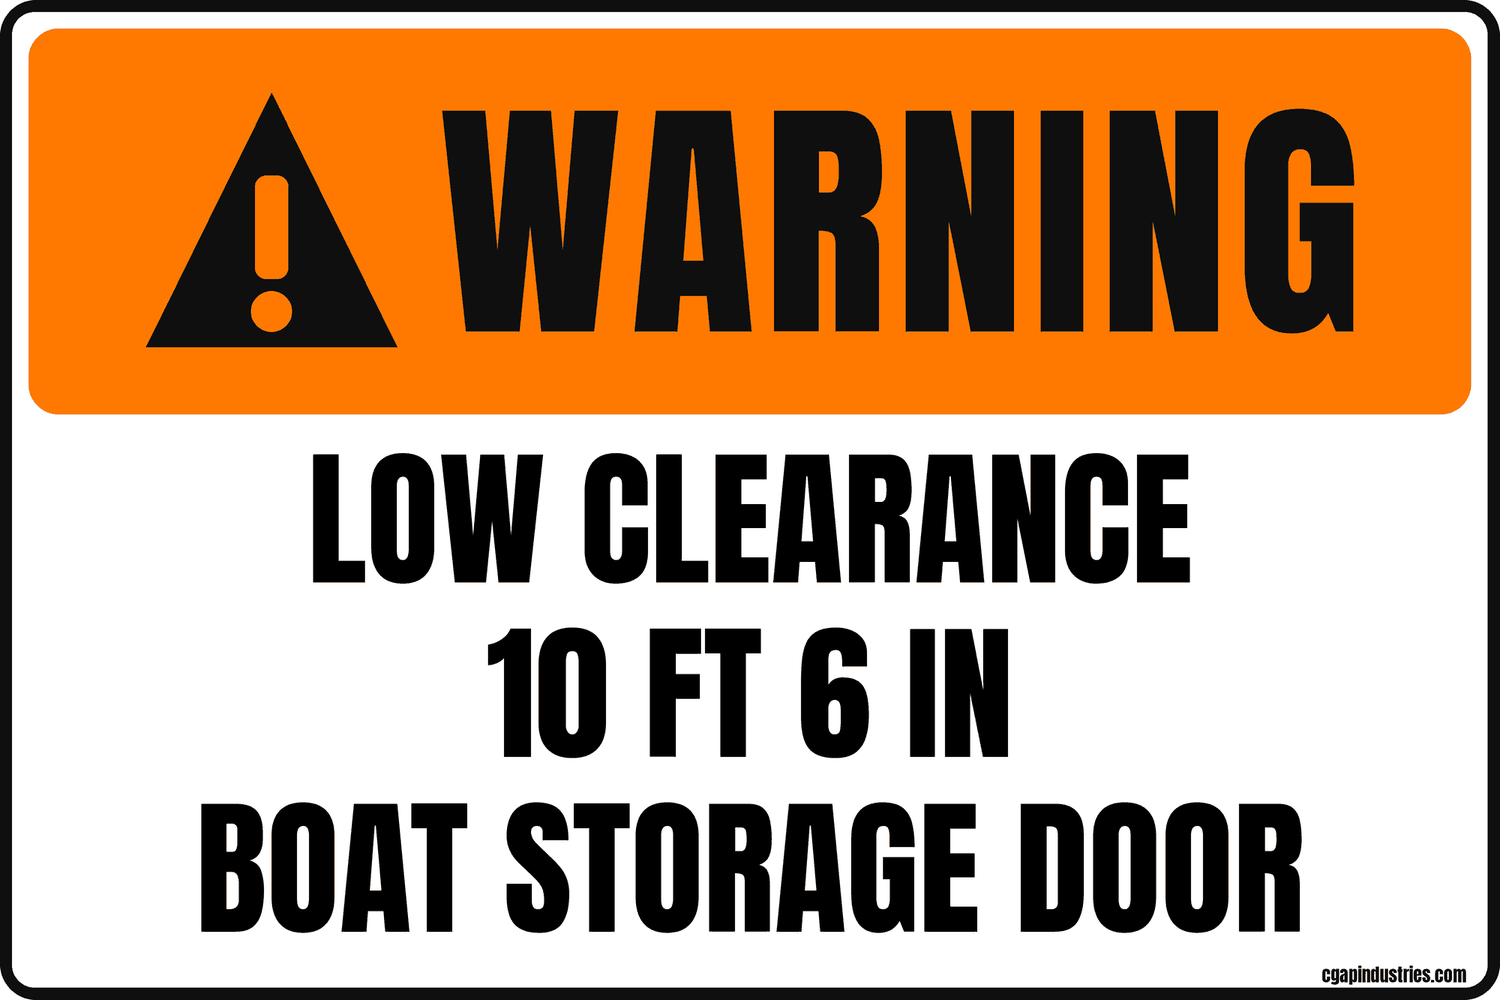 WARNING
LOW CLEARANCE
10 FT 6 IN
BOAT STORAGE DOOR
cgapindustries.com